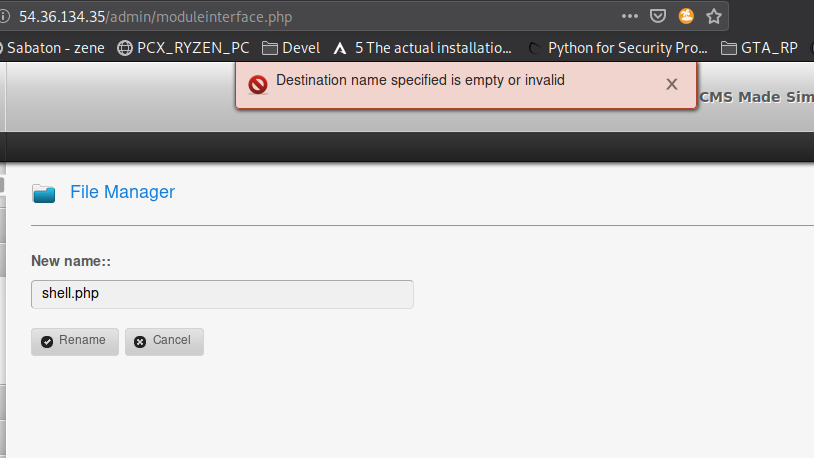 54.36.134.35/admin/moduleinterface.php
Sabaton - zene PCX_RYZEN_PC Devel 5 The actual installatio... Python for Security Pro... GTA_RP
Destination name specified is empty or invalid
CMS Made Sim
File Manager
New name::
shell.php
Rename Cancel